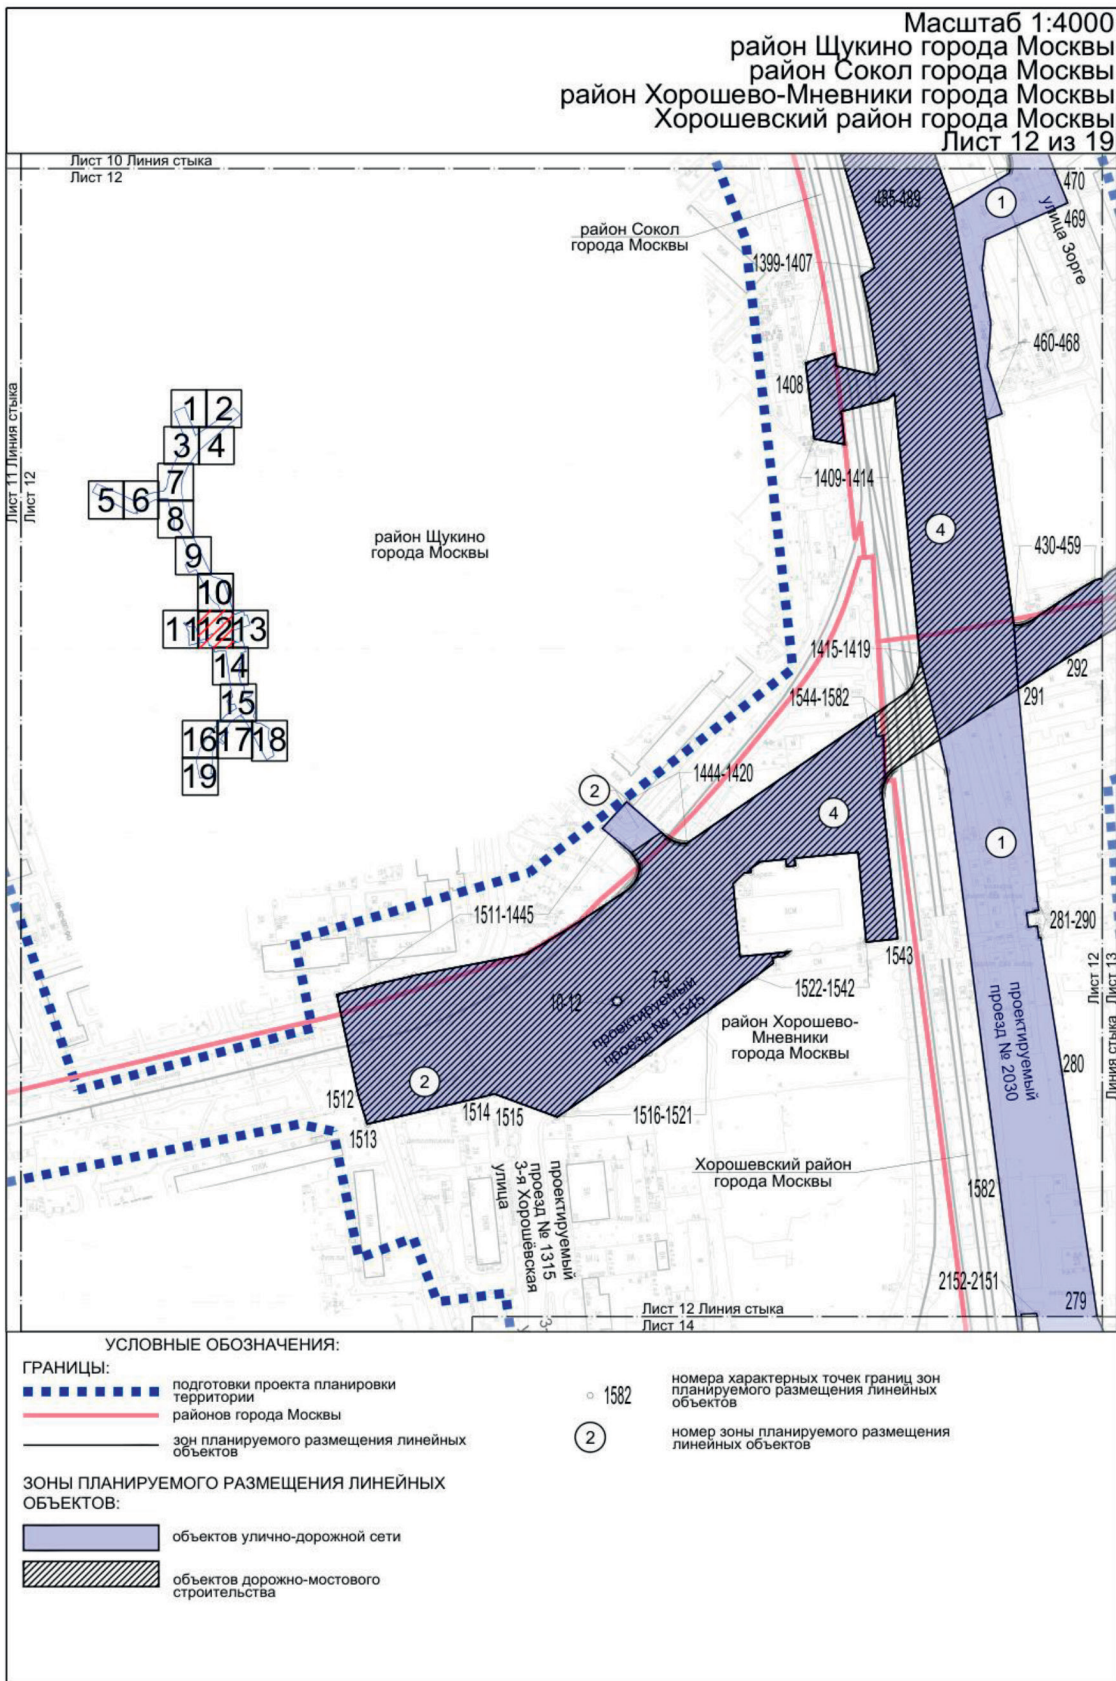 Масштаб 1:4000
район Щукино города Москвы
район Сокол города Москвы
район Хорошево-Мневники города Москвы
Хорошевский район города Москвы
Лист 12 из 19
Лист 10 Линия стыка
Лист 12
470
469
485-489
1
улица Зорге
район Сокол
города Москвы
1399-1407
460-468
1408
Лист 11 Линия стыка
Лист 12
1
2
3
4
7
5
6
8
9
10
11
12
13
14
15
16
17
18
19
1409-1414
район Щукино
города Москвы
4
430-459
1415-1419
292
291
1544-1582
1444-1420
2
4
1
1511-1445
281-290
1543
1522-1542
7-9
10-12
проектируемый
проезд № 1545
район Хорошево-
Мневники
города Москвы
проектируемый
проезд № 2030
Лист 12
Лист 13
Линия стыка
280
2
1512
1513
1514
1515
1516-1521
Хорошевский район
города Москвы
1582
проектируемый
проезд № 1315
3-я Хорошёвская
улица
2152-2151
279
Лист 12 Линия стыка
Лист 14
УСЛОВНЫЕ ОБОЗНАЧЕНИЯ:
ГРАНИЦЫ:
подготовки проекта планировки
территории
районов города Москвы
зон планируемого размещения линейных
объектов
1582
номера характерных точек границ зон
планируемого размещения линейных
объектов
2
номер зоны планируемого размещения
линейных объектов
ЗОНЫ ПЛАНИРУЕМОГО РАЗМЕЩЕНИЯ ЛИНЕЙНЫХ
ОБЪЕКТОВ:
объектов улично-дорожной сети
объектов дорожно-мостового
строительства